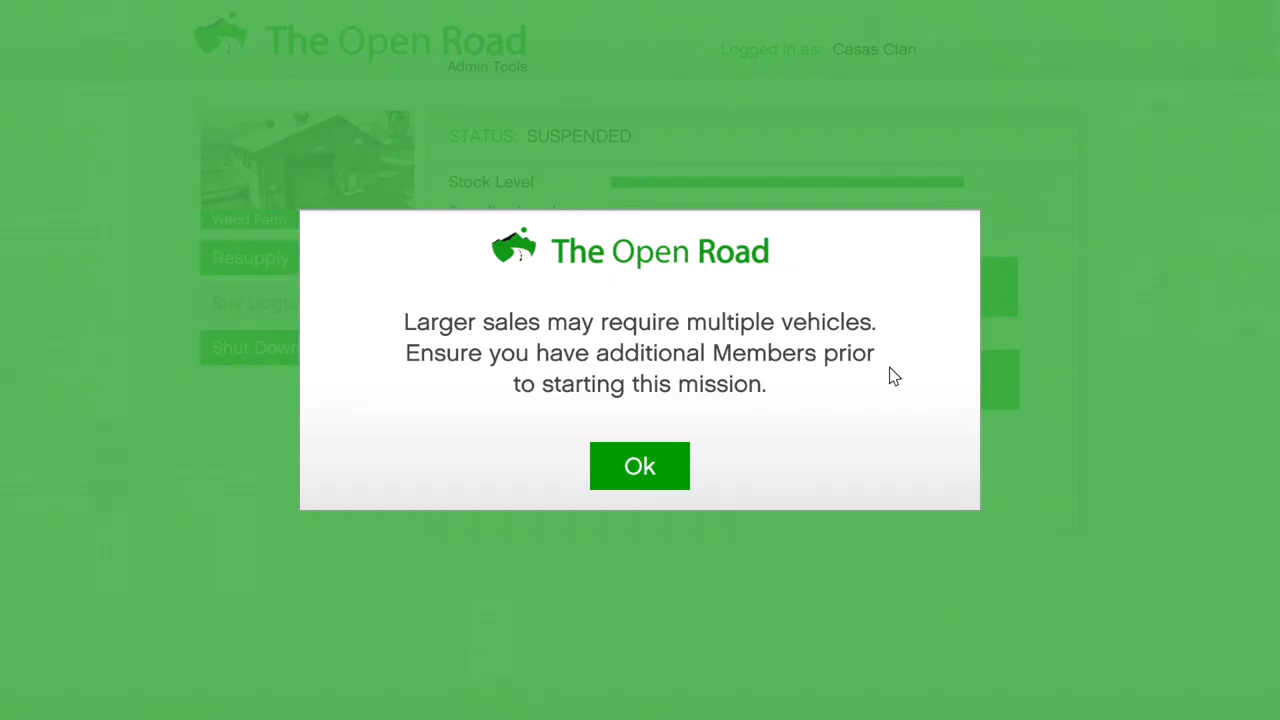 The Open Road
Admin Tools
Logged in as: Casas Clan
STATUS: SUSPENDED
Stock Level
Weed Farm
Resupply
Buy Upgra
Shut Down
The Open Road
Larger sales may require multiple vehicles.
Ensure you have additional Members prior
to starting this mission.
Ok